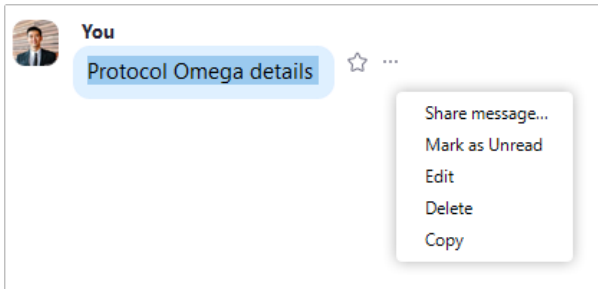 You
Protocol Omega details
Share message...
Mark as Unread
Edit
Delete
Copy